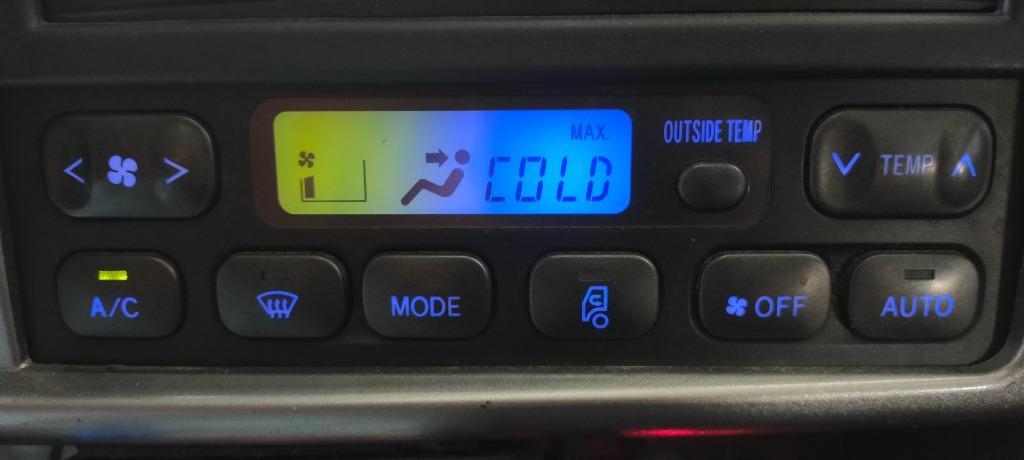 MAX.
COLD
OUTSIDE TEMP
TEMP
A/C
MODE
OFF
AUTO